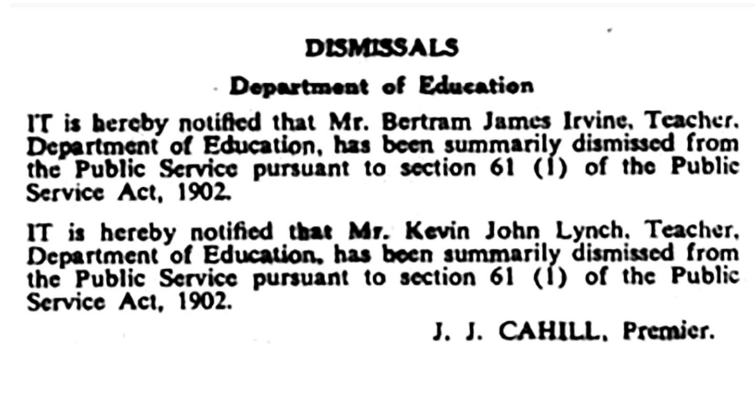 DISMISSALS
Department of Education
IT is hereby notified that Mr. Bertram James Irvine, Teacher,
Department of Education, has been summarily dismissed from
the Public Service pursuant to section 61 (1) of the Public
Service Act, 1902.
IT is hereby notified that Mr. Kevin John Lynch, Teacher,
Department of Education, has been summarily dismissed from
the Public Service pursuant to section 61 (1) of the Public
Service Act, 1902.
J. J. CAHILL, Premier.